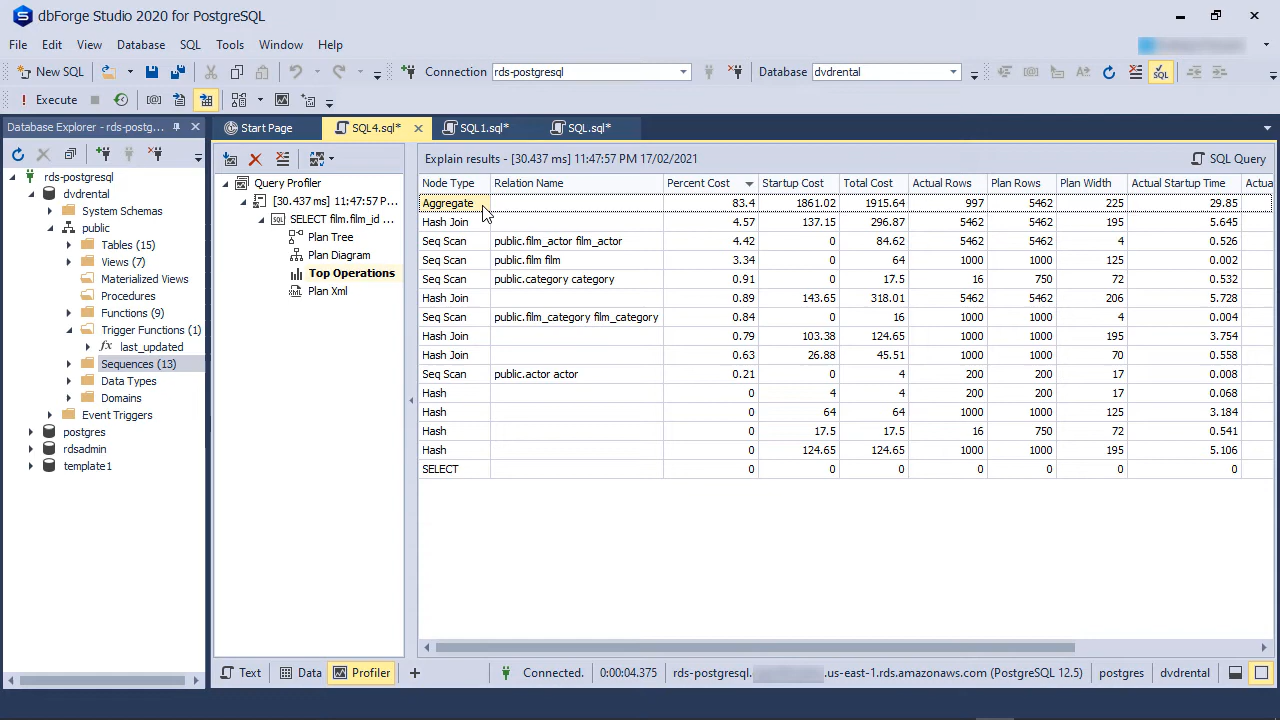 dbForge Studio 2020 for PostgreSQL
File Edit View Database SQL Tools Window Help
New SQL Connection rds-postgresql Database dvdrental SQL
Execute
Database Explorer - rds-postg...
Start Page SQL4.sql* SQL1.sql* SQL.sql*
rds-postgresql
dvdrental
System Schemas
public
Tables (15)
Views (7)
Materialized Views
Procedures
Functions (9)
Trigger Functions (1)
fx last_updated
Sequences (13)
Data Types
Domains
Event Triggers
postgres
rdsadmin
template1
Query Profiler
[30.437 ms] 11:47:57 P...
SELECT film.film_id ...
Plan Tree
Plan Diagram
Top Operations
Plan Xml
Explain results - [30.437 ms] 11:47:57 PM 17/02/2021 SQL Query
Node Type Relation Name Percent Cost Startup Cost Total Cost Actual Rows Plan Rows Plan Width Actual Startup Time Actua
Aggregate 83.4 1861.02 1915.64 997 5462 225 29.85
Hash Join 4.57 137.15 296.87 5462 5462 195 5.645
Seq Scan public.film_actor film_actor 4.42 0 84.62 5462 5462 4 0.526
Seq Scan public.film film 3.34 0 64 1000 1000 125 0.002
Seq Scan public.category category 0.91 0 17.5 16 750 72 0.532
Hash Join 0.89 143.65 318.01 5462 5462 206 5.728
Seq Scan public.film_category film_category 0.84 0 16 1000 1000 4 0.004
Hash Join 0.79 103.38 124.65 1000 1000 195 3.754
Hash Join 0.63 26.88 45.51 1000 1000 70 0.558
Seq Scan public.actor actor 0.21 0 4 200 200 17 0.008
Hash 0 4 4 200 200 17 0.068
Hash 0 64 64 1000 1000 125 3.184
Hash 0 17.5 17.5 16 750 72 0.541
Hash 0 124.65 124.65 1000 1000 195 5.106
SELECT 0 0 0 0 0 0 0
Text Data Profiler Connected. 0:00:04.375 rds-postgresql. .us-east-1.rds.amazonaws.com (PostgreSQL 12.5) postgres dvdrental